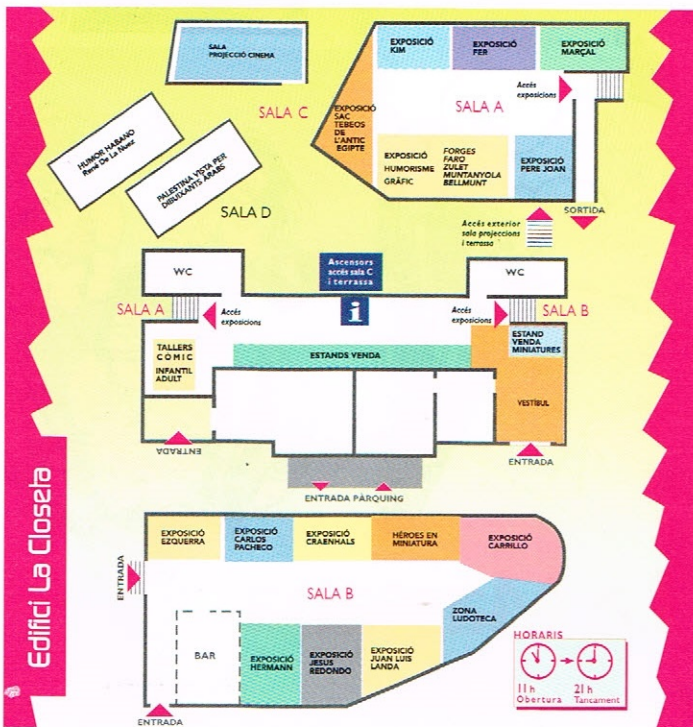 SALA
PROJECCIÓ CINEMA
SALA C
EXPOSICIÓ
KIM
EXPOSICIÓ
FER
EXPOSICIÓ
MARÇAL
Accés
exposicions
SALA A
EXPOSICIÓ
SAC
TEBEOS
DE
L'ANTIC
EGIPTE
EXPOSICIÓ
HUMORISME
GRÀFIC
FORGES
FARO
ZULET
MUNTANYOLA
BELLMUNT
EXPOSICIÓ
PERE JOAN
SORTIDA
HUMOR HABANO
René De La Nuez
PALESTINA VISTA PER
DIBUIXANTS ARABS
SALA D
Accés exterior
sala projeccions
i terrassa
WC
Ascensors
accés sala C
i terrassa
i
WC
SALA A
Accés
exposicions
Accés
exposicions
SALA B
TALLERS
CÒMIC
INFANTIL
ADULT
ESTANDS VENDA
ESTAND
VENDA
MINIATURES
VESTÍBUL
ENTRADA
ENTRADA
ENTRADA PÀRQUING
Edifici La Closeta
ENTRADA
EXPOSICIÓ
EZQUERRA
EXPOSICIÓ
CARLOS
PACHECO
EXPOSICIÓ
CRAENHALS
HÉROES EN
MINIATURA
EXPOSICIÓ
CARRILLO
SALA B
ZONA
LUDOTECA
BAR
EXPOSICIÓ
HERMANN
EXPOSICIÓ
JESUS
REDONDO
EXPOSICIÓ
JUAN LUIS
LANDA
ENTRADA
HORARIS
11 h
Obertura
21 h
Tancament